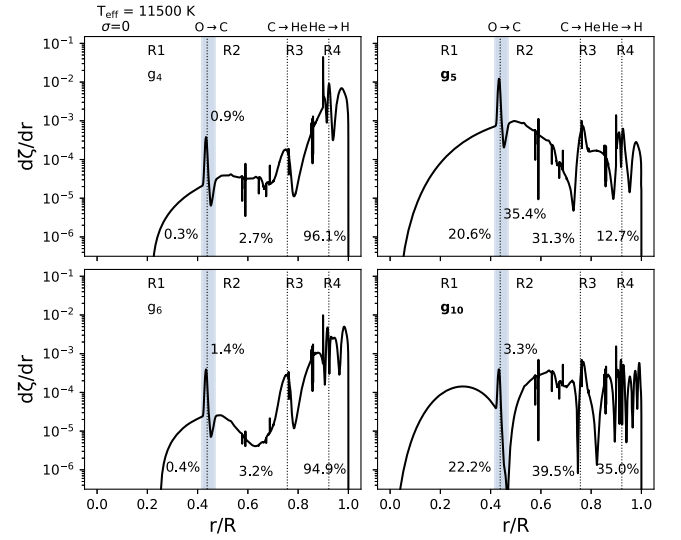 T_eff = 11500 K
σ=0
O→C C→He He→H
O→C C→He He→H
R1 R2 R3 R4
g₄
0.9%
0.3% 2.7% 96.1%
R1 R2 R3 R4
g₅
35.4%
20.6% 31.3% 12.7%
dζ/dr
10⁻¹
10⁻²
10⁻³
10⁻⁴
10⁻⁵
10⁻⁶
R1 R2 R3 R4
g₆
1.4%
0.4% 3.2% 94.9%
R1 R2 R3 R4
g₁₀
3.3%
22.2% 39.5% 35.0%
dζ/dr
10⁻¹
10⁻²
10⁻³
10⁻⁴
10⁻⁵
10⁻⁶
0.0 0.2 0.4 0.6 0.8 1.0
0.0 0.2 0.4 0.6 0.8 1.0
r/R
r/R